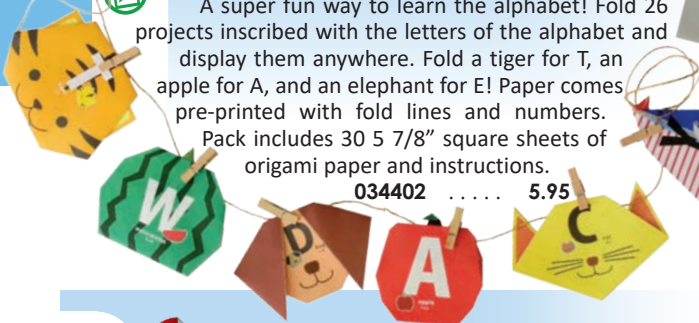 A super fun way to learn the alphabet! Fold 26
projects inscribed with the letters of the alphabet and
display them anywhere. Fold a tiger for T, an
apple for A, and an elephant for E! Paper comes
pre-printed with fold lines and numbers.
Pack includes 30 5 7/8” square sheets of
origami paper and instructions.
034402 ..... 5.95
W
D
A
C
apple